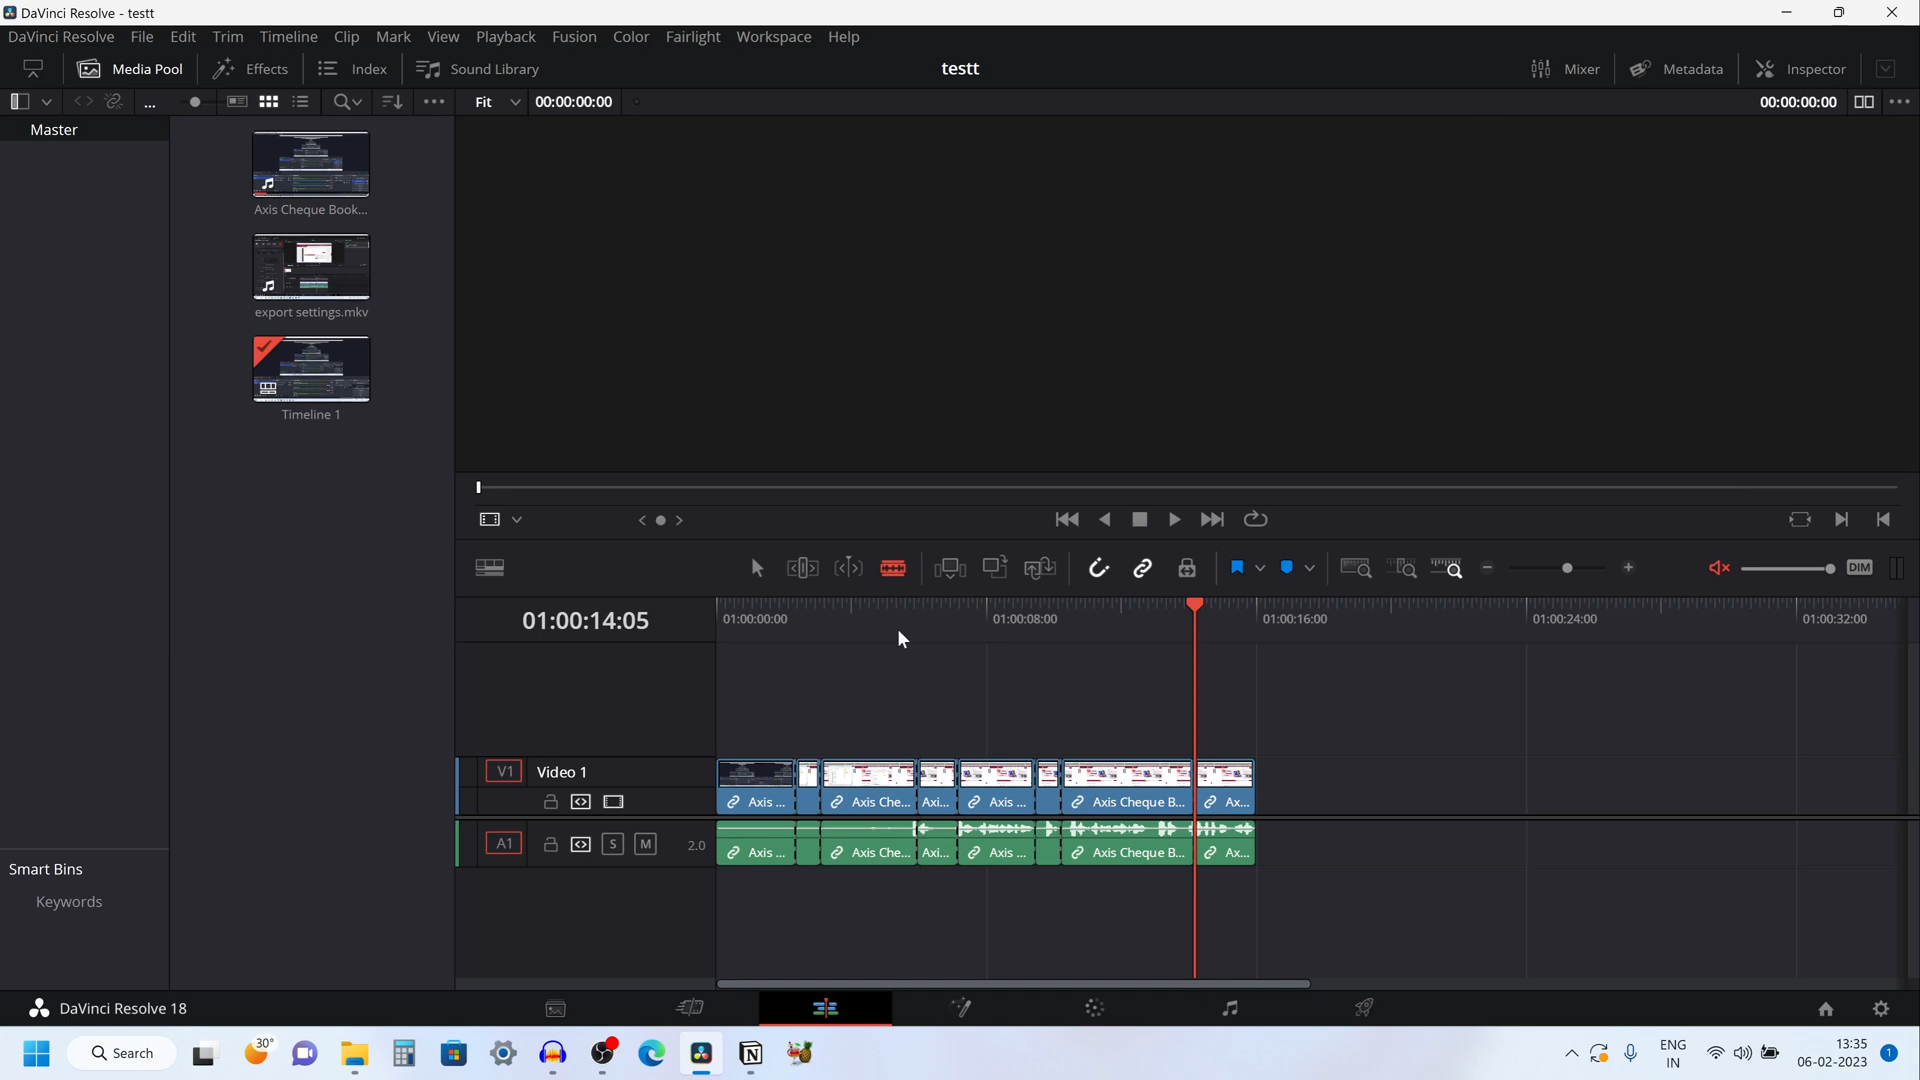 DaVinci Resolve - testt
DaVinci Resolve File Edit Trim Timeline Clip Mark View Playback Fusion Color Fairlight Workspace Help
Media Pool Effects Index Sound Library testt Mixer Metadata Inspector
... Fit 00:00:00:00 00:00:00:00
Master
Axis Cheque Book...
export settings.mkv
Timeline 1
DIM
01:00:14:05 01:00:00:00 01:00:08:00 01:00:16:00 01:00:24:00 01:00:32:00
V1 Video 1
Axis ... Axis Che... Axi... Axis ... Axis Cheque B... Ax...
A1 S M 2.0 Axis ... Axis Che... Axi... Axis ... Axis Cheque B... Ax...
Smart Bins
Keywords
DaVinci Resolve 18
Search 30° ENG IN 13:35 06-02-2023 1